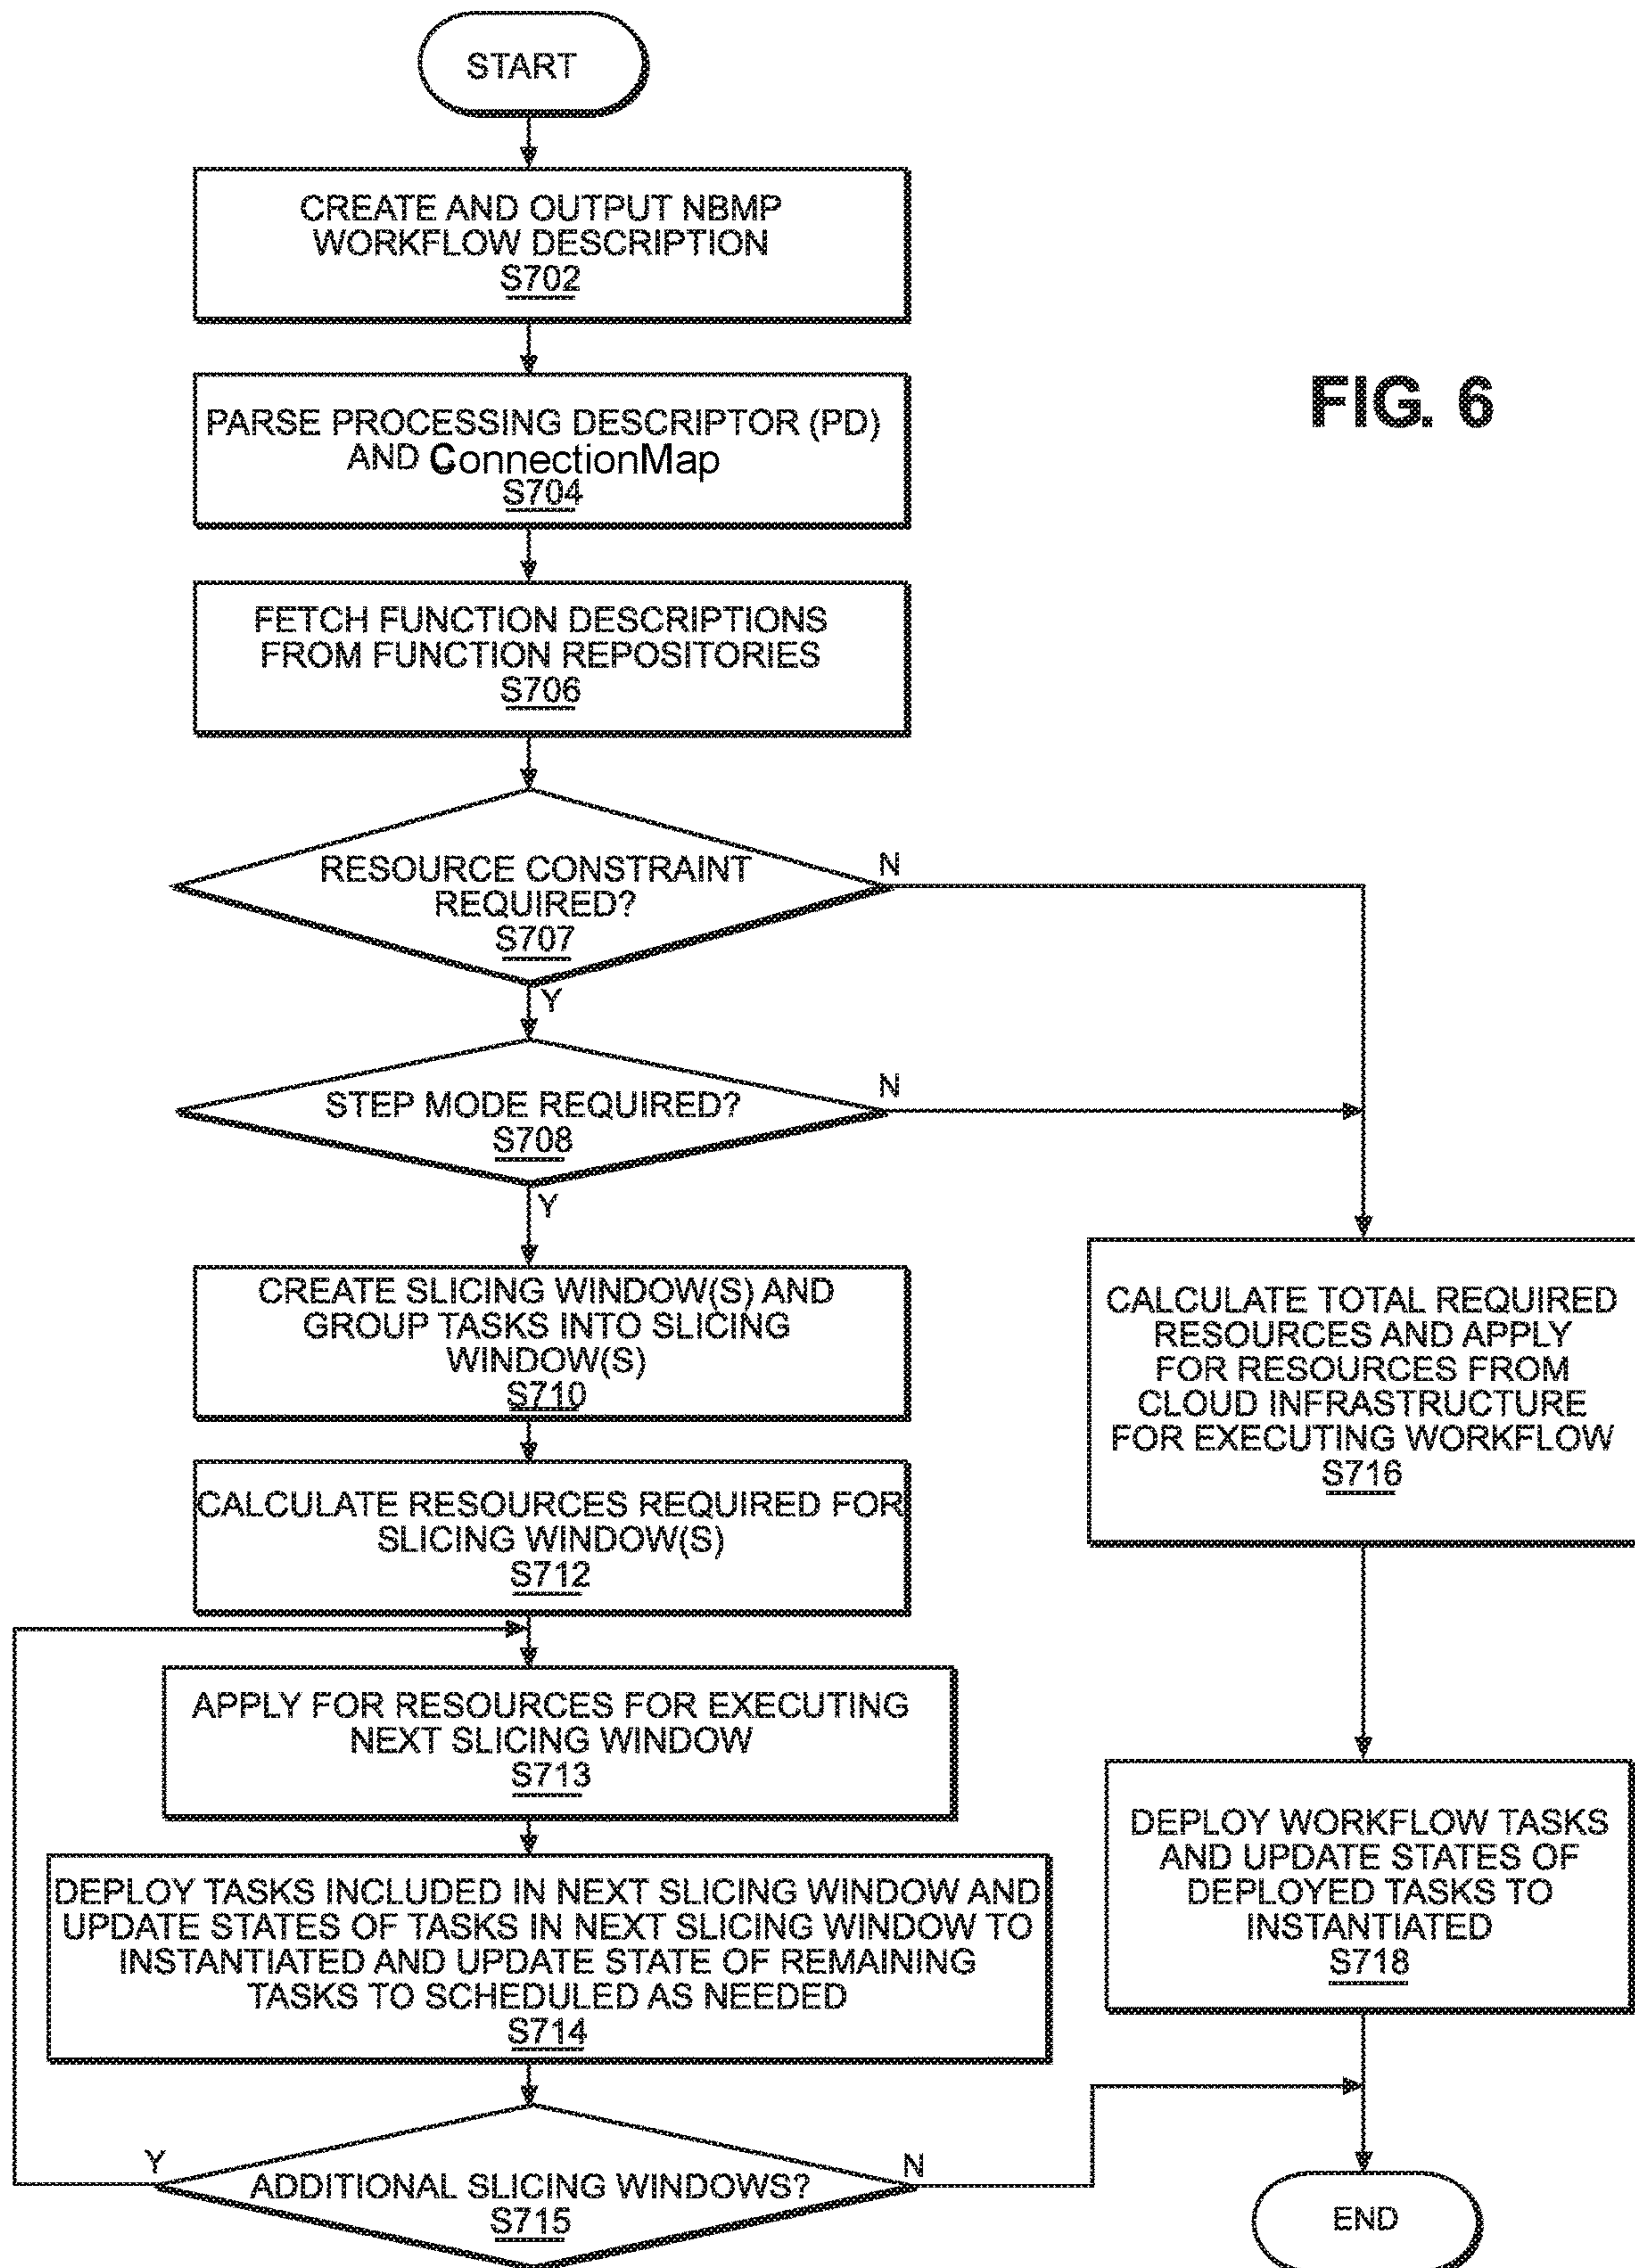 START
CREATE AND OUTPUT NBMP
WORKFLOW DESCRIPTION
S702
FIG. 6
PARSE PROCESSING DESCRIPTOR (PD)
AND ConnectionMap
S704
FETCH FUNCTION DESCRIPTIONS
FROM FUNCTION REPOSITORIES
S706
RESOURCE CONSTRAINT
REQUIRED?
S707
N
Y
STEP MODE REQUIRED?
S708
N
Y
CREATE SLICING WINDOW(S) AND
GROUP TASKS INTO SLICING
WINDOW(S)
S710
CALCULATE RESOURCES REQUIRED FOR
SLICING WINDOW(S)
S712
APPLY FOR RESOURCES FOR EXECUTING
NEXT SLICING WINDOW
S713
DEPLOY TASKS INCLUDED IN NEXT SLICING WINDOW AND
UPDATE STATES OF TASKS IN NEXT SLICING WINDOW TO
INSTANTIATED AND UPDATE STATE OF REMAINING
TASKS TO SCHEDULED AS NEEDED
S714
Y
ADDITIONAL SLICING WINDOWS?
S715
N
CALCULATE TOTAL REQUIRED
RESOURCES AND APPLY
FOR RESOURCES FROM
CLOUD INFRASTRUCTURE
FOR EXECUTING WORKFLOW
S716
DEPLOY WORKFLOW TASKS
AND UPDATE STATES OF
DEPLOYED TASKS TO
INSTANTIATED
S718
END